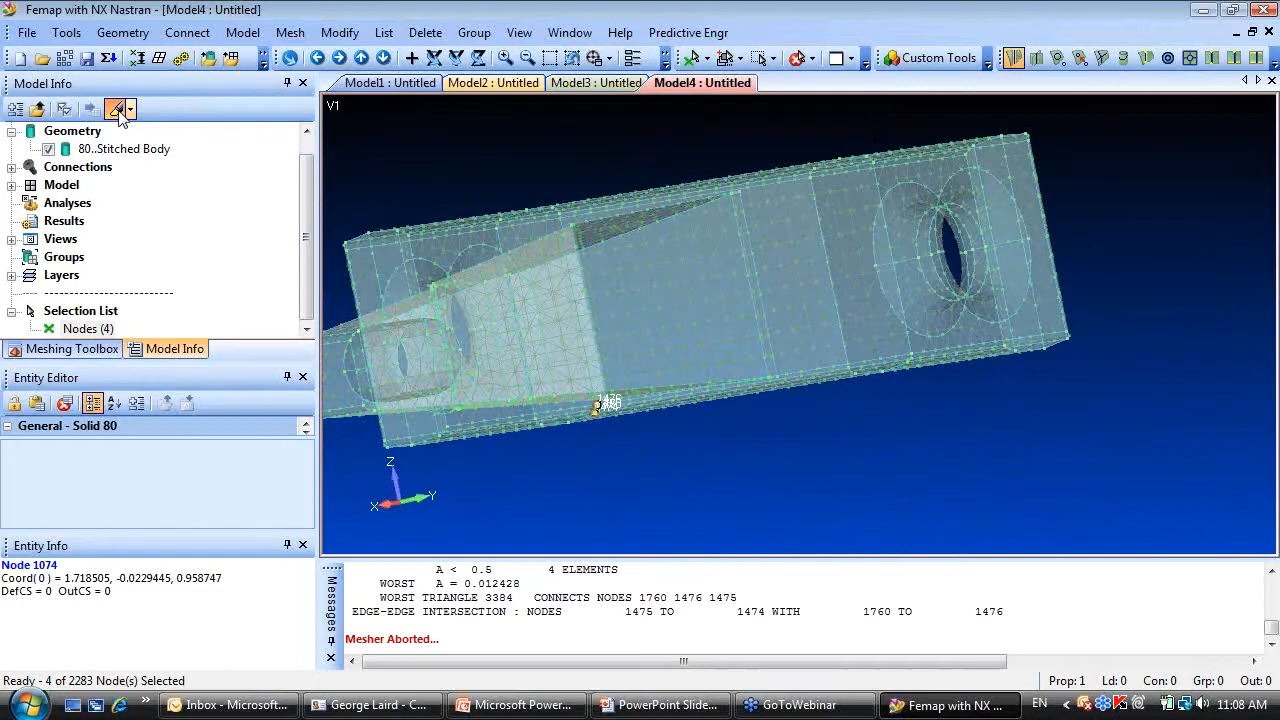 Femap with NX Nastran - [Model4 : Untitled]
File Tools Geometry Connect Model Mesh Modify List Delete Group View Window Help Predictive Engr
Custom Tools
Model Info
Model1 : Untitled Model2 : Untitled Model3 : Untitled Model4 : Untitled
V1
Geometry
80..Stitched Body
Connections
Model
Analyses
Results
Views
Groups
Layers
Selection List
Nodes (4)
Meshing Toolbox Model Info
Entity Editor
General - Solid 80
Z
Y
X
Entity Info
Node 1074
Coord( 0 ) = 1.718505, -0.0229445, 0.958747
DefCS = 0 OutCS = 0
Messages
A < 0.5 4 ELEMENTS
WORST A = 0.012428
WORST TRIANGLE 3384 CONNECTS NODES 1760 1476 1475
EDGE-EDGE INTERSECTION : NODES 1475 TO 1474 WITH 1760 TO 1476
Mesher Aborted...
Ready - 4 of 2283 Node(s) Selected
Prop: 1 Ld: 0 Con: 0 Grp: 0 Out: 0
Inbox - Microsoft... George Laird - C... Microsoft Power... PowerPoint Slide... GoToWebinar Femap with NX ... EN 11:08 AM